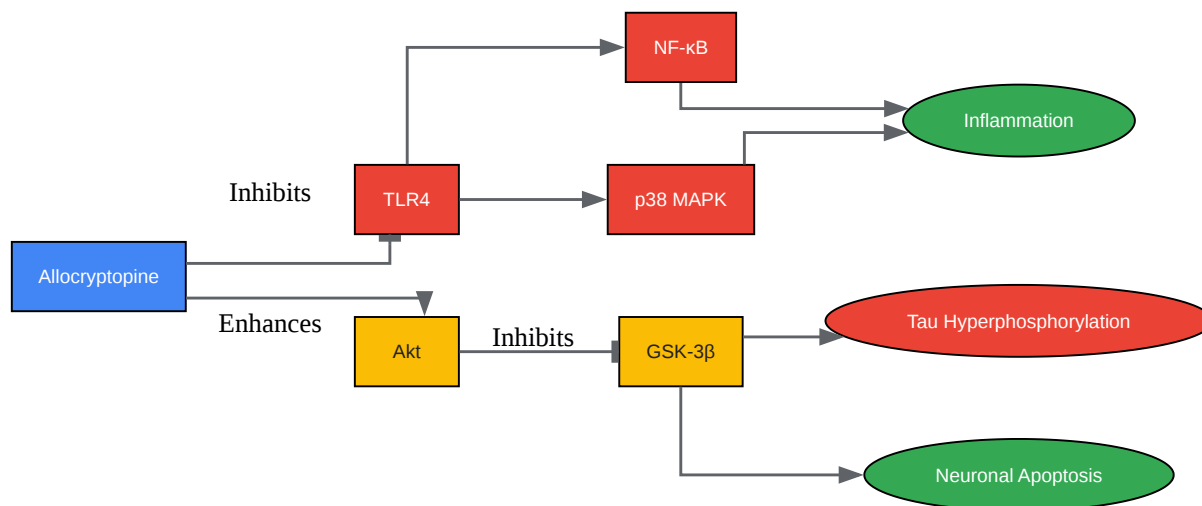 NF-κB
Inflammation
Inhibits
TLR4
p38 MAPK
Allocryptopine
Enhances
Akt
Inhibits
GSK-3β
Tau Hyperphosphorylation
Neuronal Apoptosis